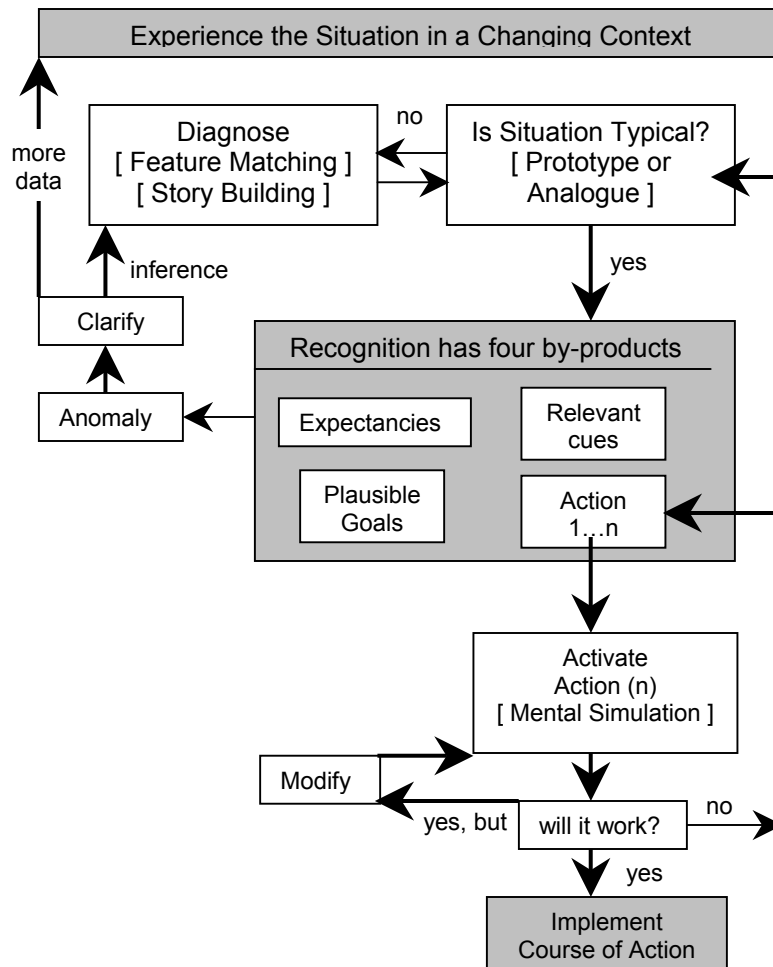 Experience the Situation in a Changing Context
no
Diagnose
[ Feature Matching ]
[ Story Building ]
Is Situation Typical?
[ Prototype or
Analogue ]
more
data
inference
yes
Clarify
Recognition has four by-products
Anomaly
Expectancies
Relevant
cues
Plausible
Goals
Action
1…n
Activate
Action (n)
[ Mental Simulation ]
Modify
yes, but
will it work?
no
yes
Implement
Course of Action